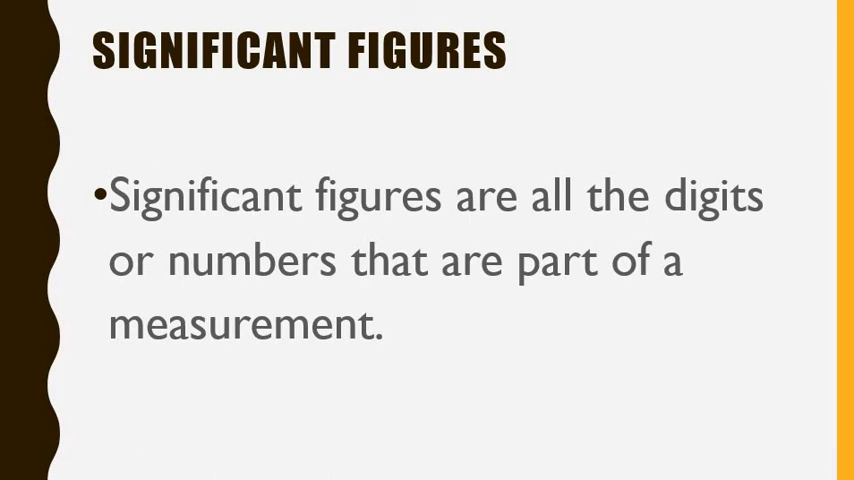 SIGNIFICANT FIGURES
•Significant figures are all the digits
or numbers that are part of a
measurement.